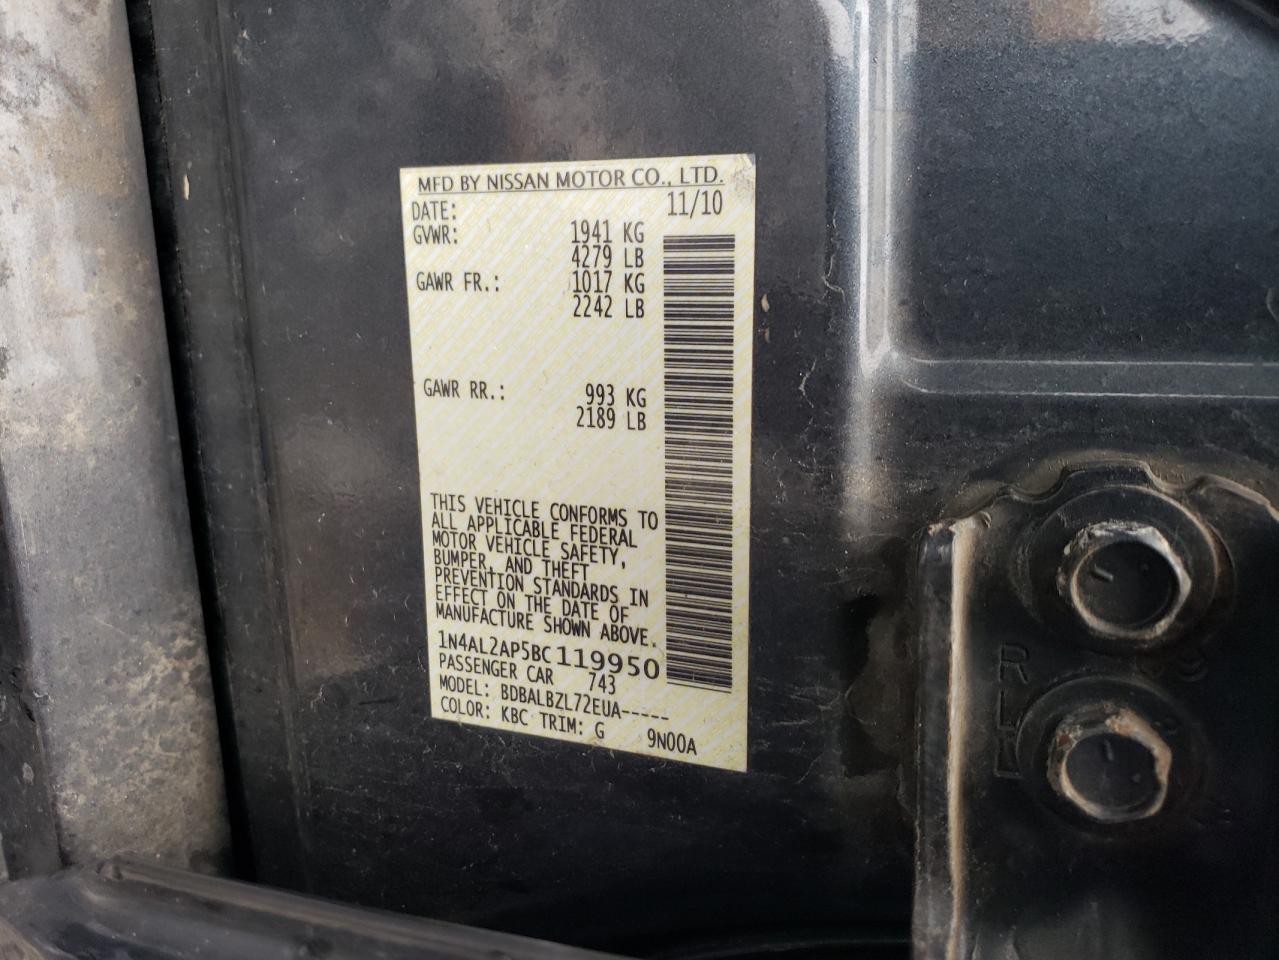 MFD BY NISSAN MOTOR CO., LTD.
DATE: 11/10
GVWR: 1941 KG
4279 LB
GAWR FR.: 1017 KG
2242 LB
GAWR RR.: 993 KG
2189 LB
THIS VEHICLE CONFORMS TO
ALL APPLICABLE FEDERAL
MOTOR VEHICLE SAFETY,
BUMPER, AND THEFT
PREVENTION STANDARDS IN
EFFECT ON THE DATE OF
MANUFACTURE SHOWN ABOVE.
1N4AL2AP5BC119950
PASSENGER CAR 743
MODEL: BDBALBZL72EUA-----
COLOR: KBC TRIM: G 9N00A
R